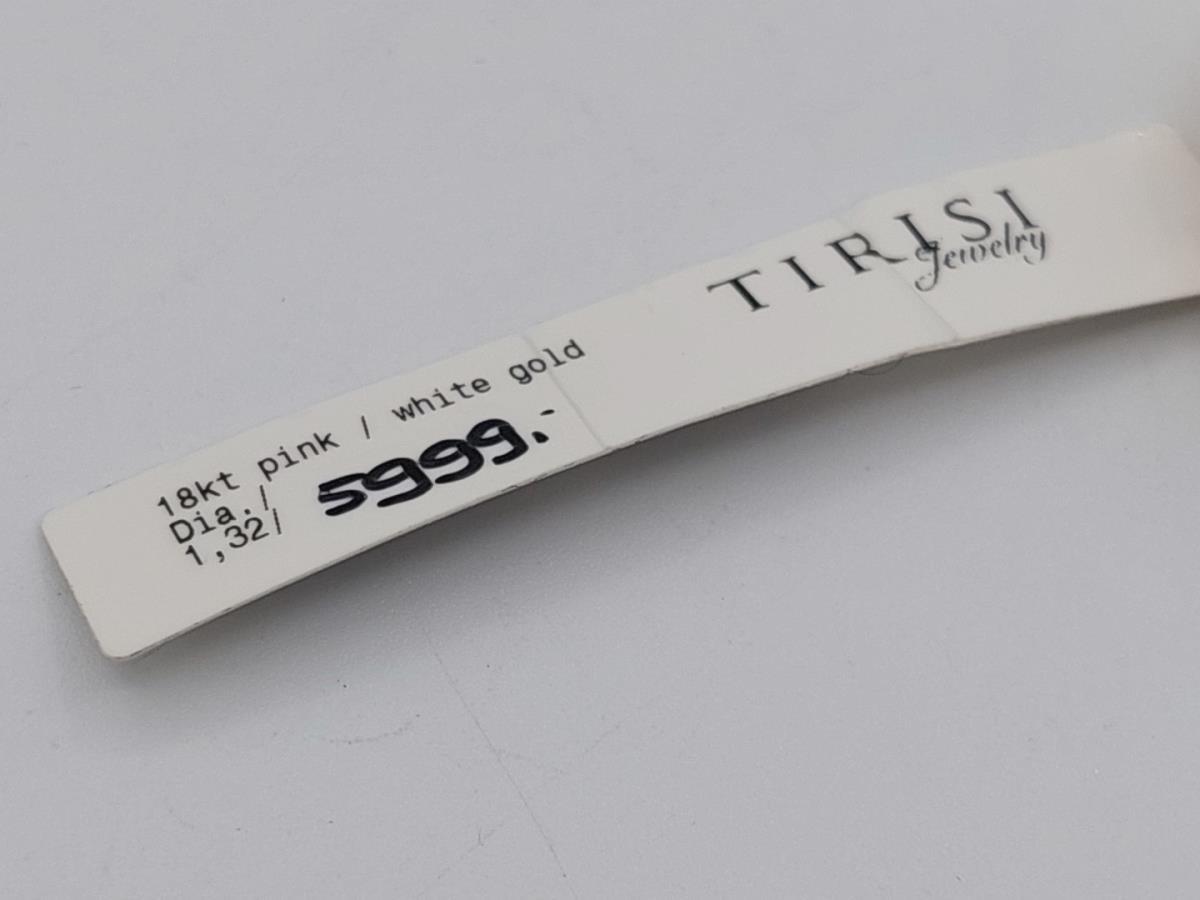 18kt pink / white gold
Dia./
1,32/
5999.-
TIRISI
Jewelry